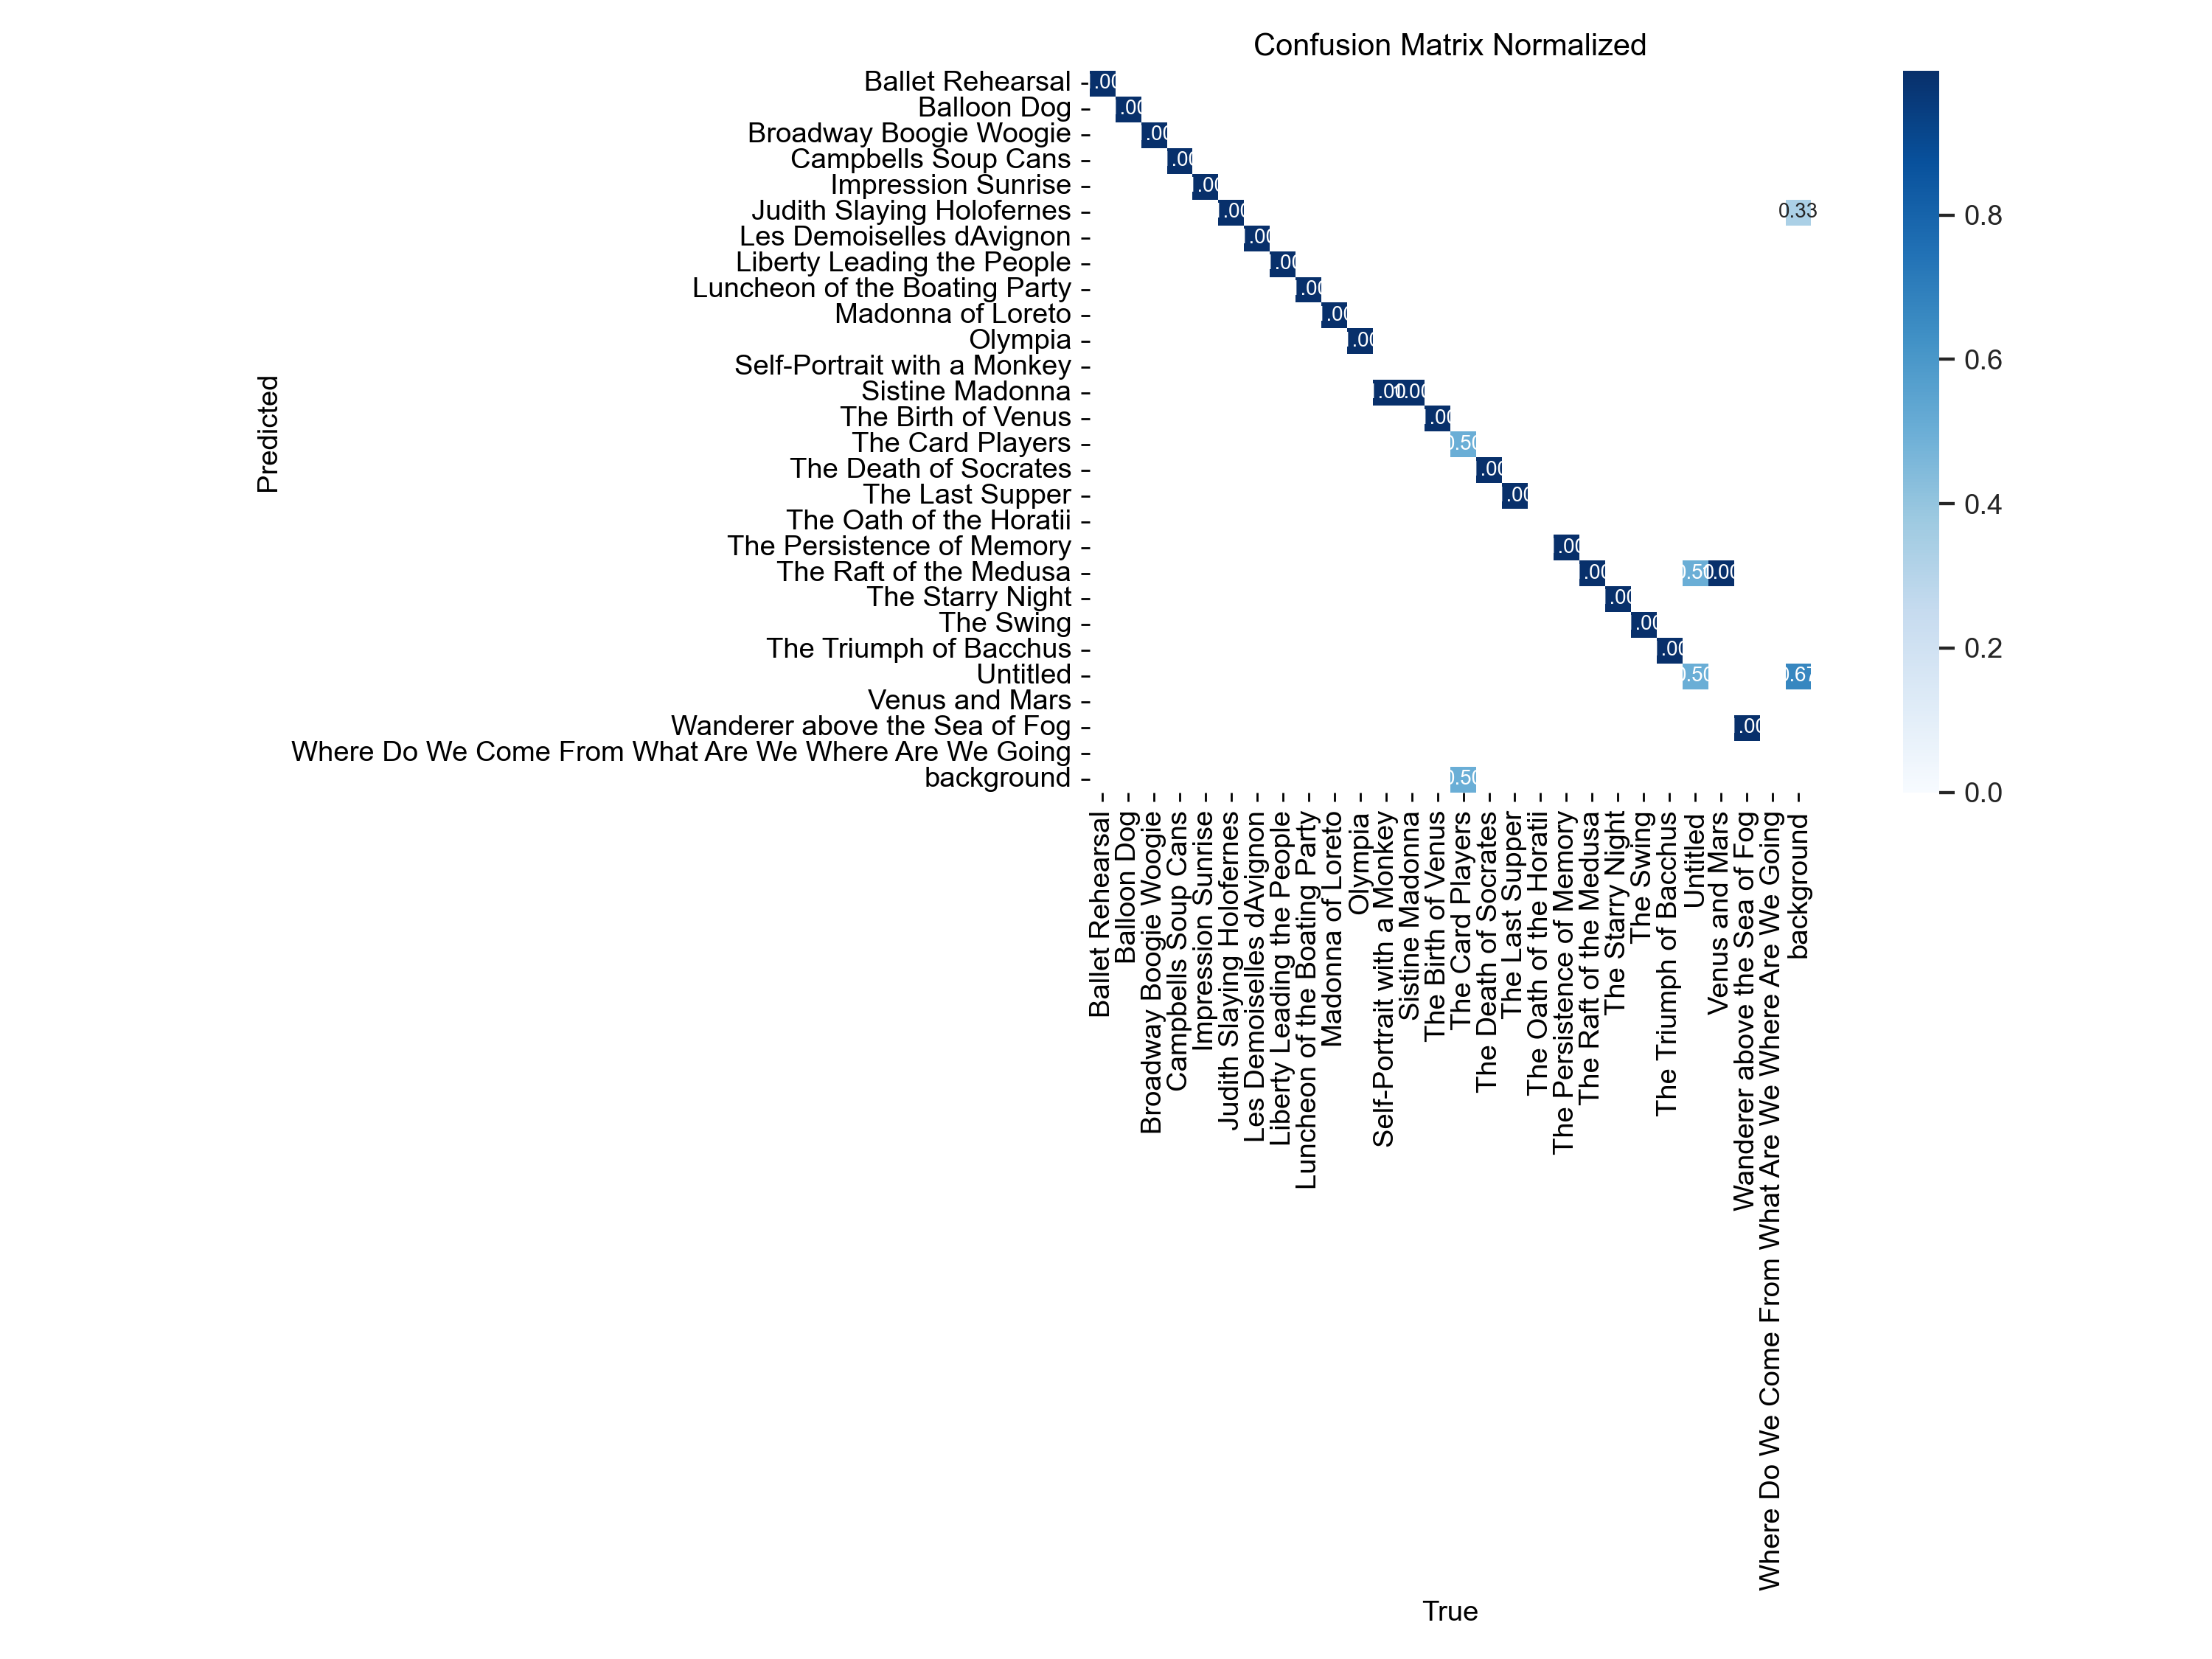 Confusion Matrix Normalized
Ballet Rehearsal
Balloon Dog
Broadway Boogie Woogie
Campbells Soup Cans
Impression Sunrise
Judith Slaying Holofernes 0.33
Les Demoiselles dAvignon
Liberty Leading the People
Luncheon of the Boating Party
Madonna of Loreto
Olympia
Self-Portrait with a Monkey
Sistine Madonna
The Birth of Venus
The Card Players
The Death of Socrates
The Last Supper
The Oath of the Horatii
The Persistence of Memory
The Raft of the Medusa
The Starry Night
The Swing
The Triumph of Bacchus
Untitled
Venus and Mars
Wanderer above the Sea of Fog
Where Do We Come From What Are We Where Are We Going
background
Predicted
0.8
0.6
0.4
0.2
0.0
Ballet Rehearsal
Balloon Dog
Broadway Boogie Woogie
Campbells Soup Cans
Impression Sunrise
Judith Slaying Holofernes
Les Demoiselles dAvignon
Liberty Leading the People
Luncheon of the Boating Party
Madonna of Loreto
Olympia
Self-Portrait with a Monkey
Sistine Madonna
The Birth of Venus
The Card Players
The Death of Socrates
The Last Supper
The Oath of the Horatii
The Persistence of Memory
The Raft of the Medusa
The Starry Night
The Swing
The Triumph of Bacchus
Untitled
Venus and Mars
Wanderer above the Sea of Fog
Where Do We Come From What Are We Where Are We Going
background
True